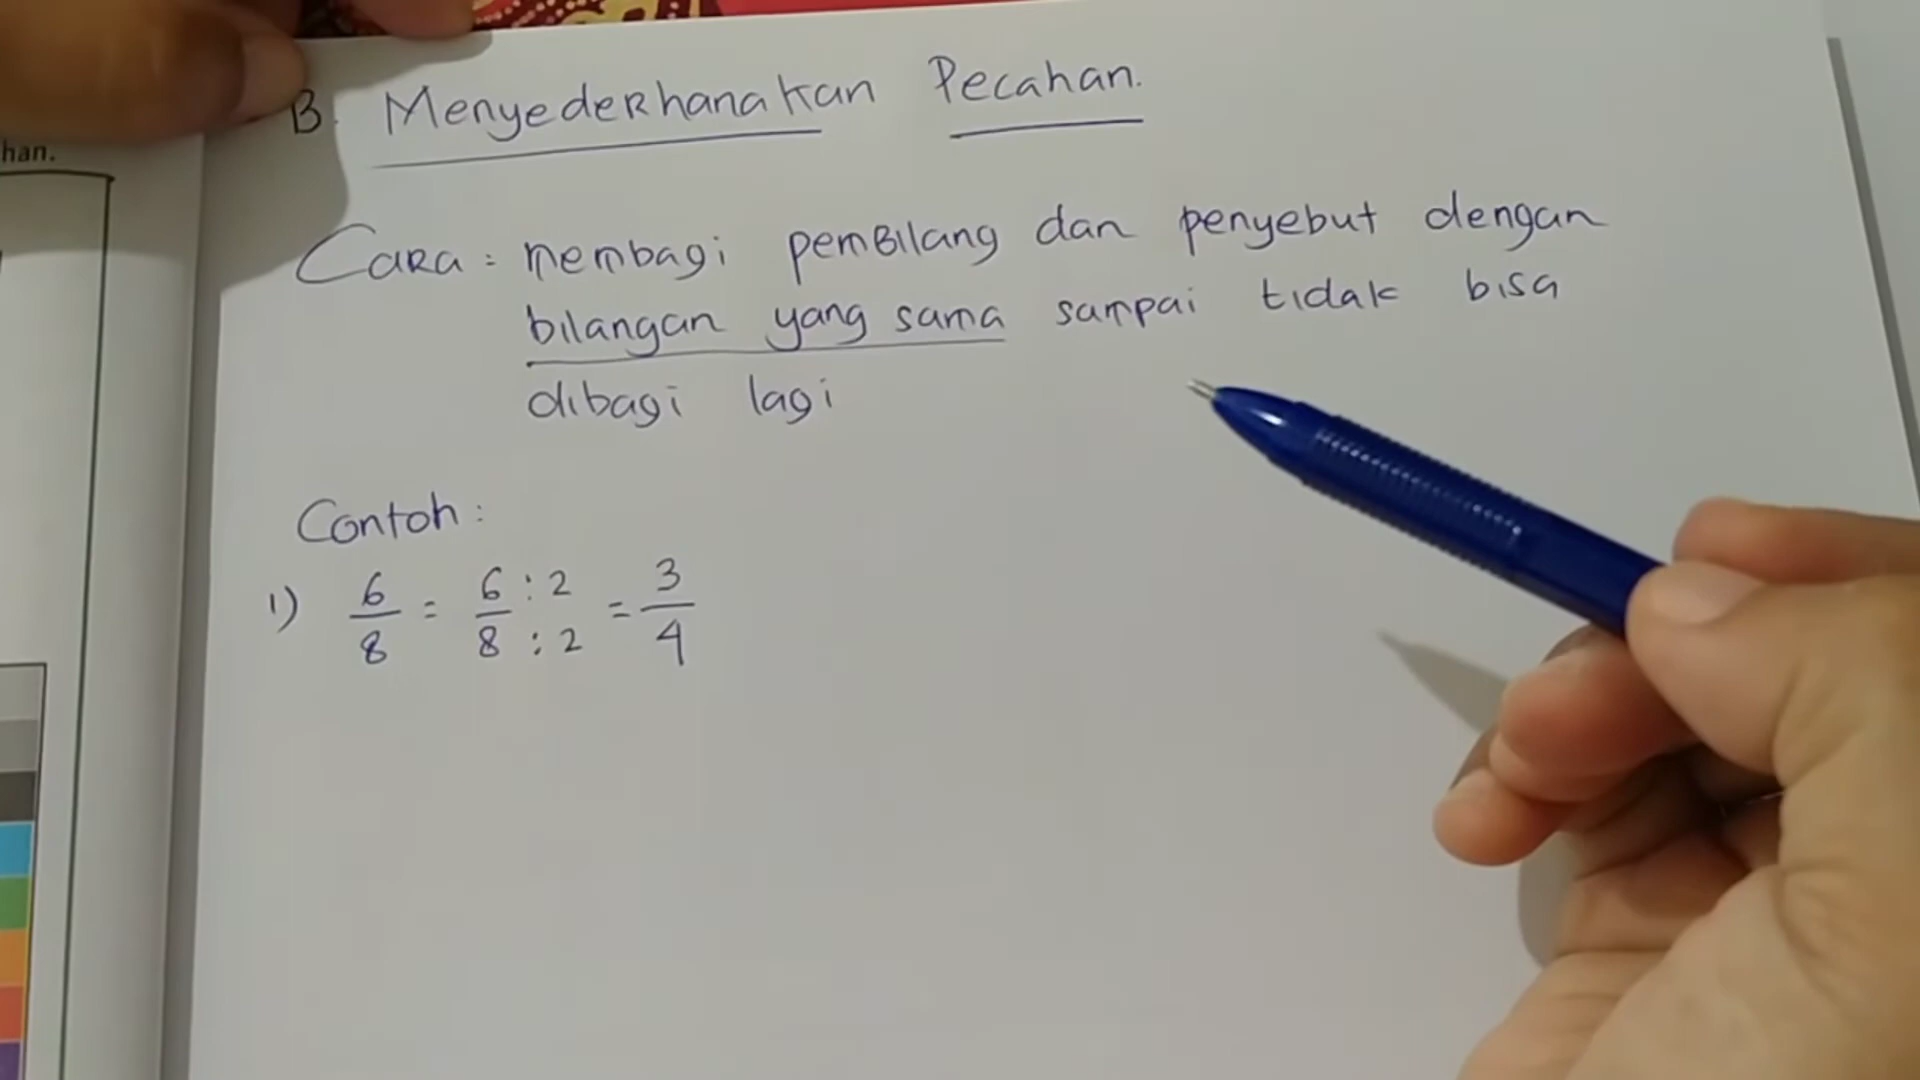 han.
B. Menyederhanakan Pecahan.
Cara = membagi pembilang dan penyebut dengan
bilangan yang sama sampai tidak bisa
dibagi lagi
Contoh :
1) 6/8 = 6 : 2 / 8 : 2 = 3/4